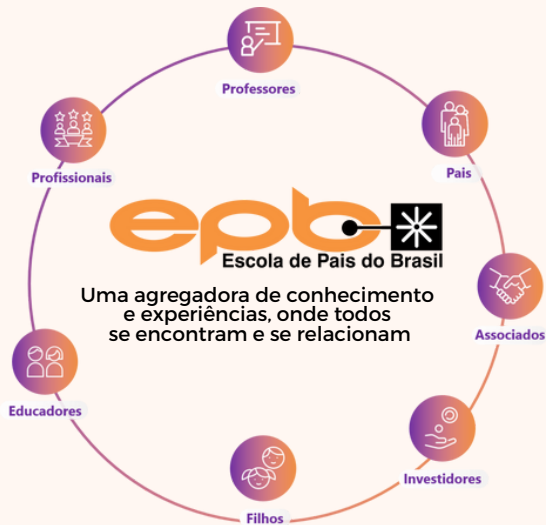 Professores
Pais
Profissionais
epb
Escola de Pais do Brasil
Uma agregadora de conhecimento
e experiências, onde todos
se encontram e se relacionam
Associados
Educadores
Investidores
Filhos